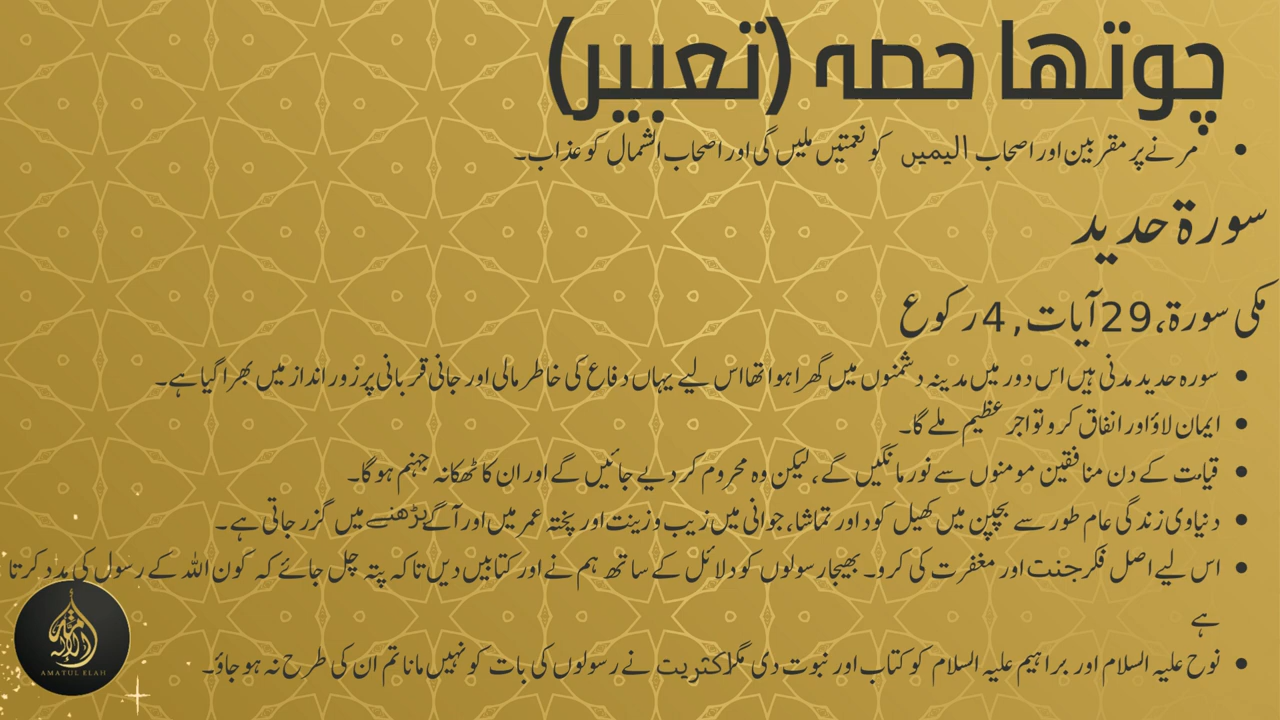 چوتھا حصہ (تعبیر)
• مرنے پر مقربین اور اصحاب الیمیں کو نعمتیں ملیں گی اور اصحاب الشمال کو عذاب۔
سورۃ حدید
مکی سورۃ، 29 آیات , 4 رکوع
• سورہ حدید مدنی ہیں اس دور میں مدینہ دشمنوں میں گھرا ہوا تھا اس لیے یہاں دفاع کی خاطر مالی اور جانی قربانی پر زور انداز میں بھرا گیا ہے۔
• ایمان لاؤ اور انفاق کرو تو اجر عظیم ملے گا۔
• قیامت کے دن منافقین مومنوں سے نور مانگیں گے ، لیکن وہ محروم کر دیے جائیں گے اور ان کا ٹھکانہ جہنم ہو گا۔
• دنیاوی زندگی عام طور سے بچپن میں کھیل کود اور تماشا، جوانی میں زیب و زینت اور پختہ عمر میں اور آگے بڑھنے میں گزر جاتی ہے۔
• اس لیے اصل فکر جنت اور مغفرت کی کرو۔ بھیجا رسولوں کو دلائل کے ساتھ ہم نے اور کتابیں دیں تاکہ پتہ چل جائے کہ کون اللہ کے رسول کی مدد کرتا
ہے
• نوح علیہ السلام اور براہیم علیہ السلام کو کتاب اور نبوت دی مگر اکثریت نے رسولوں کی بات کو نہیں مانا تم ان کی طرح نہ ہو جاؤ۔
AMATUL ELAH